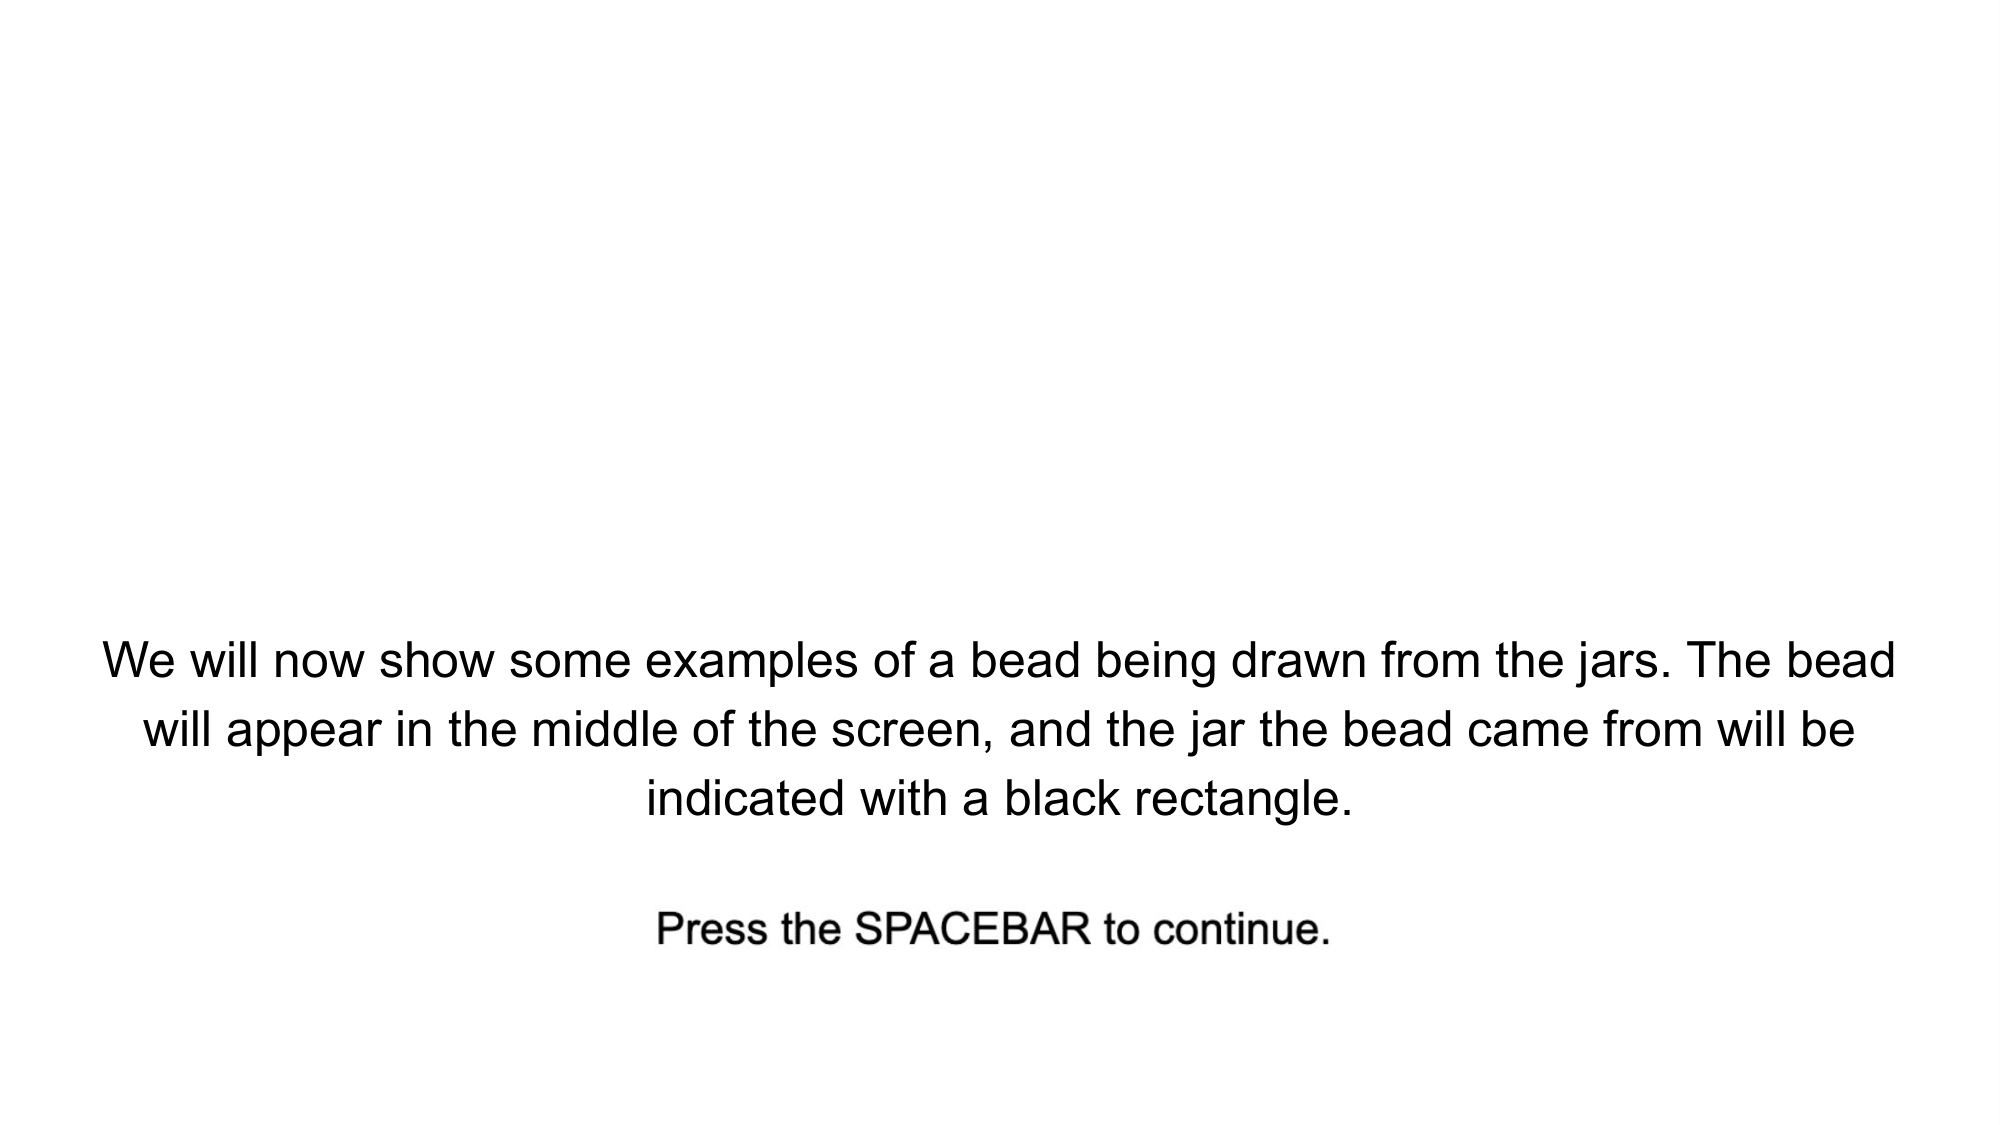 We will now show some examples of a bead being drawn from the jars. The bead
will appear in the middle of the screen, and the jar the bead came from will be
indicated with a black rectangle.
Press the SPACEBAR to continue.